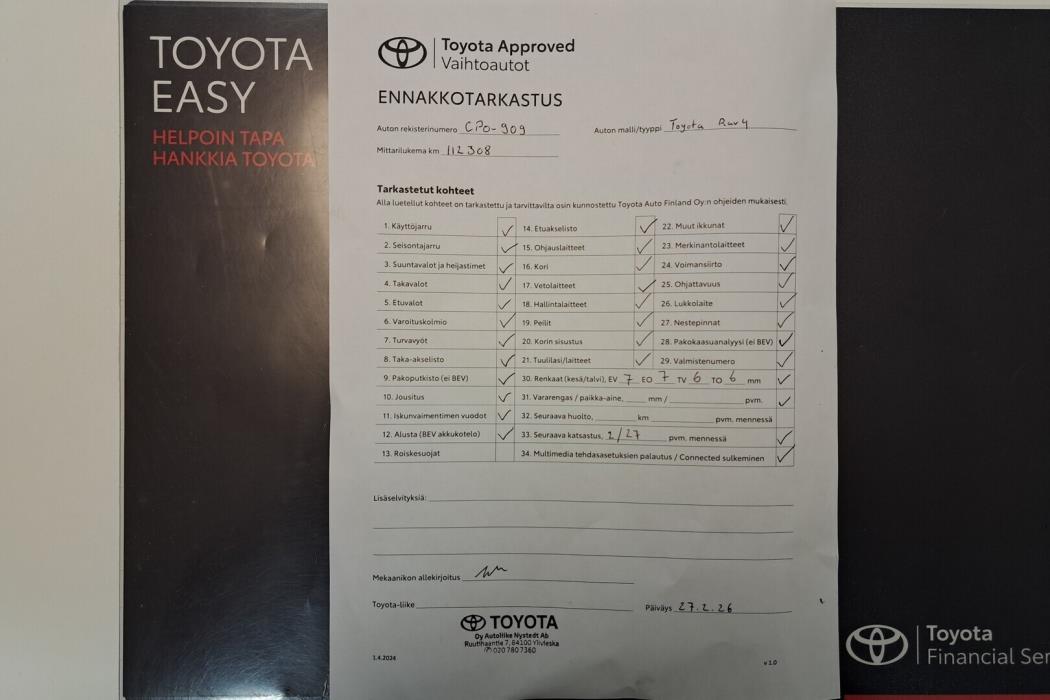 TOYOTA
EASY
HELPOIN TAPA
HANKKIA TOYOTA
Toyota Approved
Vaihtoautot
ENNAKKOTARKASTUS
Auton rekisterinumero CPO-909 Auton malli/tyyppi Toyota Rav4
Mittarilukema km 112308
Tarkastetut kohteet
Alla luetellut kohteet on tarkastettu ja tarvittavilta osin kunnostettu Toyota Auto Finland Oy:n ohjeiden mukaisesti.
1. Käyttöjarru ✓ 14. Etuakselisto ✓ 22. Muut ikkunat ✓
2. Seisontajarru ✓ 15. Ohjauslaitteet ✓ 23. Merkinantolaitteet ✓
3. Suuntavalot ja heijastimet ✓ 16. Kori ✓ 24. Voimansiirto ✓
4. Takavalot ✓ 17. Vetolaitteet ✓ 25. Ohjattavuus ✓
5. Etuvalot ✓ 18. Hallintalaitteet ✓ 26. Lukkolaite ✓
6. Varoituskolmio ✓ 19. Peilit ✓ 27. Nestepinnat ✓
7. Turvavyöt ✓ 20. Korin sisustus ✓ 28. Pakokaasuanalyysi (ei BEV) ✓
8. Taka-akselisto ✓ 21. Tuulilasi/laitteet ✓ 29. Valmistenumero ✓
9. Pakoputkisto (ei BEV) ✓ 30. Renkaat (kesä/talvi), EV 7 EO 7 TV 6 TO 6 mm ✓
10. Jousitus ✓ 31. Vararengas / paikka-aine, mm / pvm. ✓
11. Iskunvaimentimen vuodot ✓ 32. Seuraava huolto, km pvm. mennessä
12. Alusta (BEV akkukotelo) ✓ 33. Seuraava katsastus, 2/27 pvm. mennessä ✓
13. Roiskesuojat 34. Multimedia tehdasasetuksien palautus / Connected sulkeminen ✓
Lisäselvityksiä:
Mekaanikon allekirjoitus
Toyota-liike Päiväys 27.2.26
TOYOTA
Oy Autoliike Nystedt Ab
Ruutihaantie 7, 84100 Ylivieska
✆ 020 780 7360
1.4.2024 v 1.0
Toyota
Financial Ser